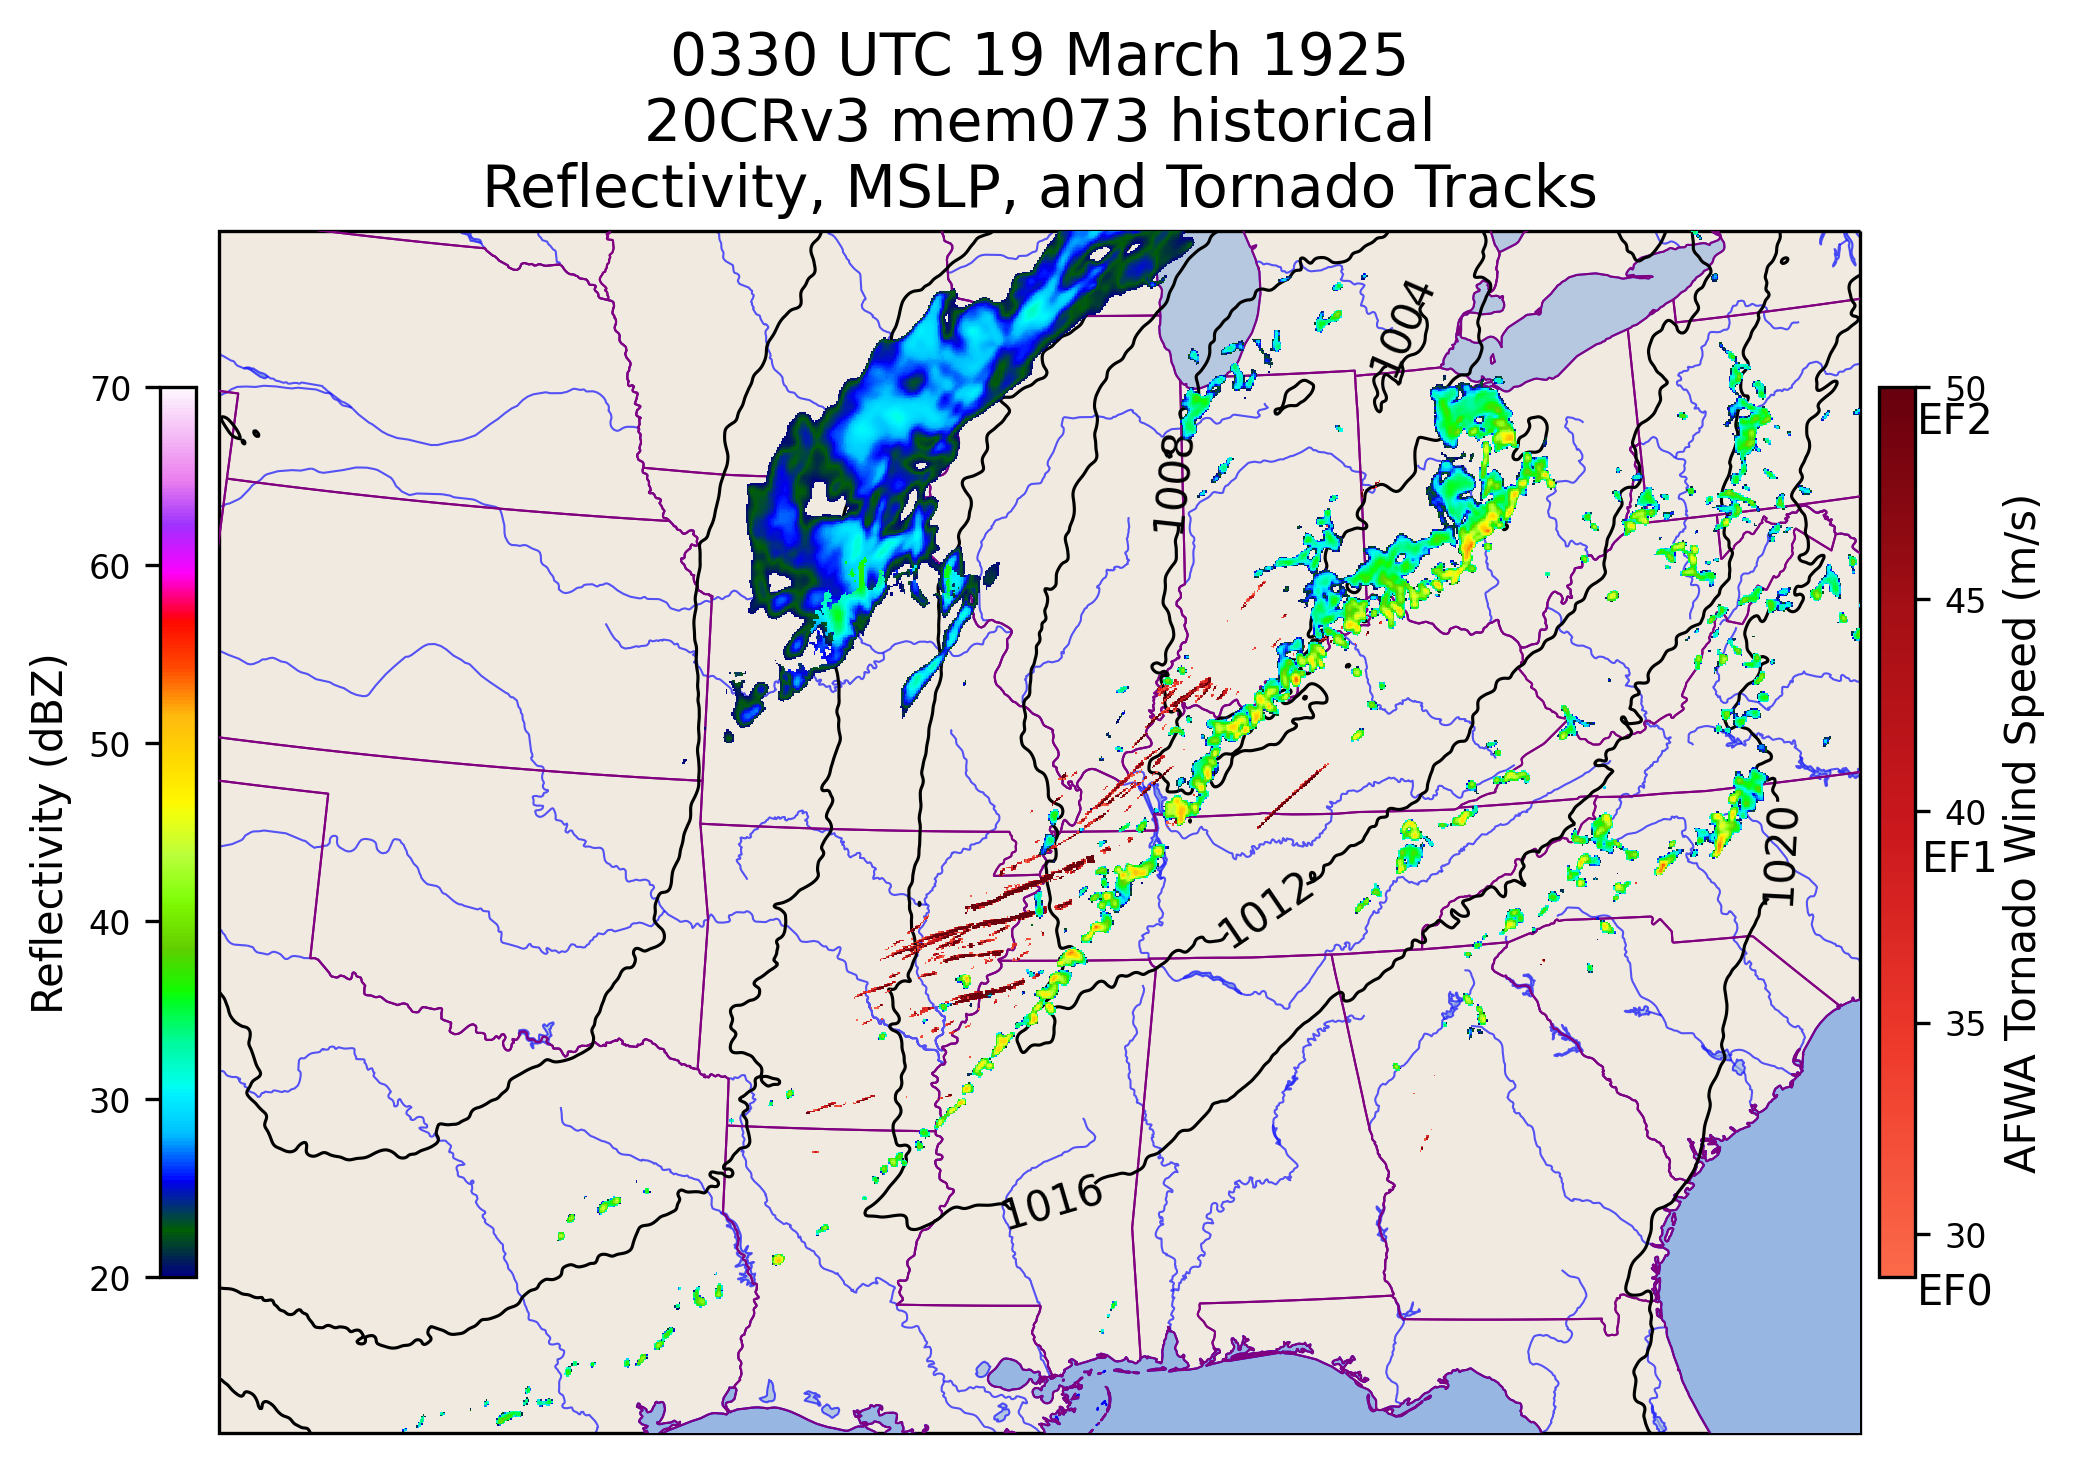 0330 UTC 19 March 1925
20CRv3 mem073 historical
Reflectivity, MSLP, and Tornado Tracks
Reflectivity (dBZ)
70
60
50
40
30
20
1004
1008
1012
1016
1020
50
EF2
45
40
EF1
35
30
EF0
AFWA Tornado Wind Speed (m/s)